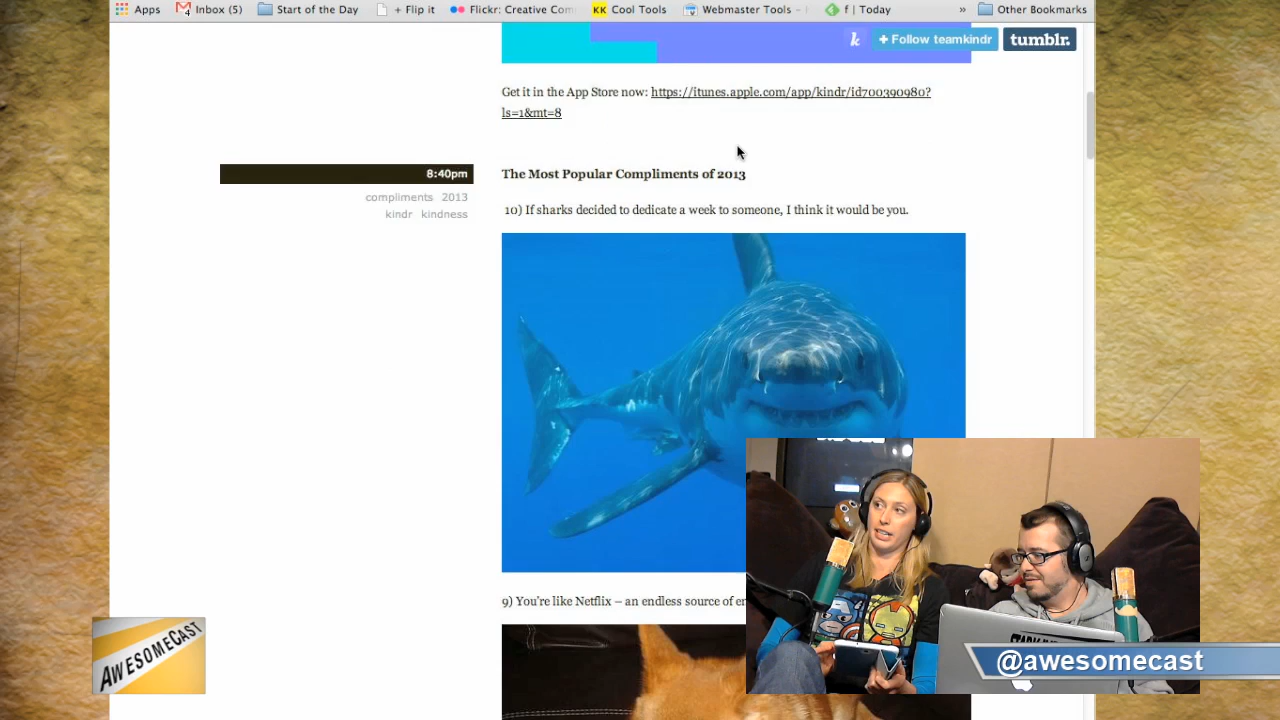 Apps Inbox (5) Start of the Day + Flip it Flickr: Creative Com KK Cool Tools Webmaster Tools - f | Today » Other Bookmarks
4
k + Follow teamkindr tumblr.
Get it in the App Store now: https://itunes.apple.com/app/kindr/id700390980?
ls=1&mt=8
8:40pm
compliments 2013
kindr kindness
The Most Popular Compliments of 2013
10) If sharks decided to dedicate a week to someone, I think it would be you.
9) You're like Netflix – an endless source of
AWESOMECAST
@awesomecast